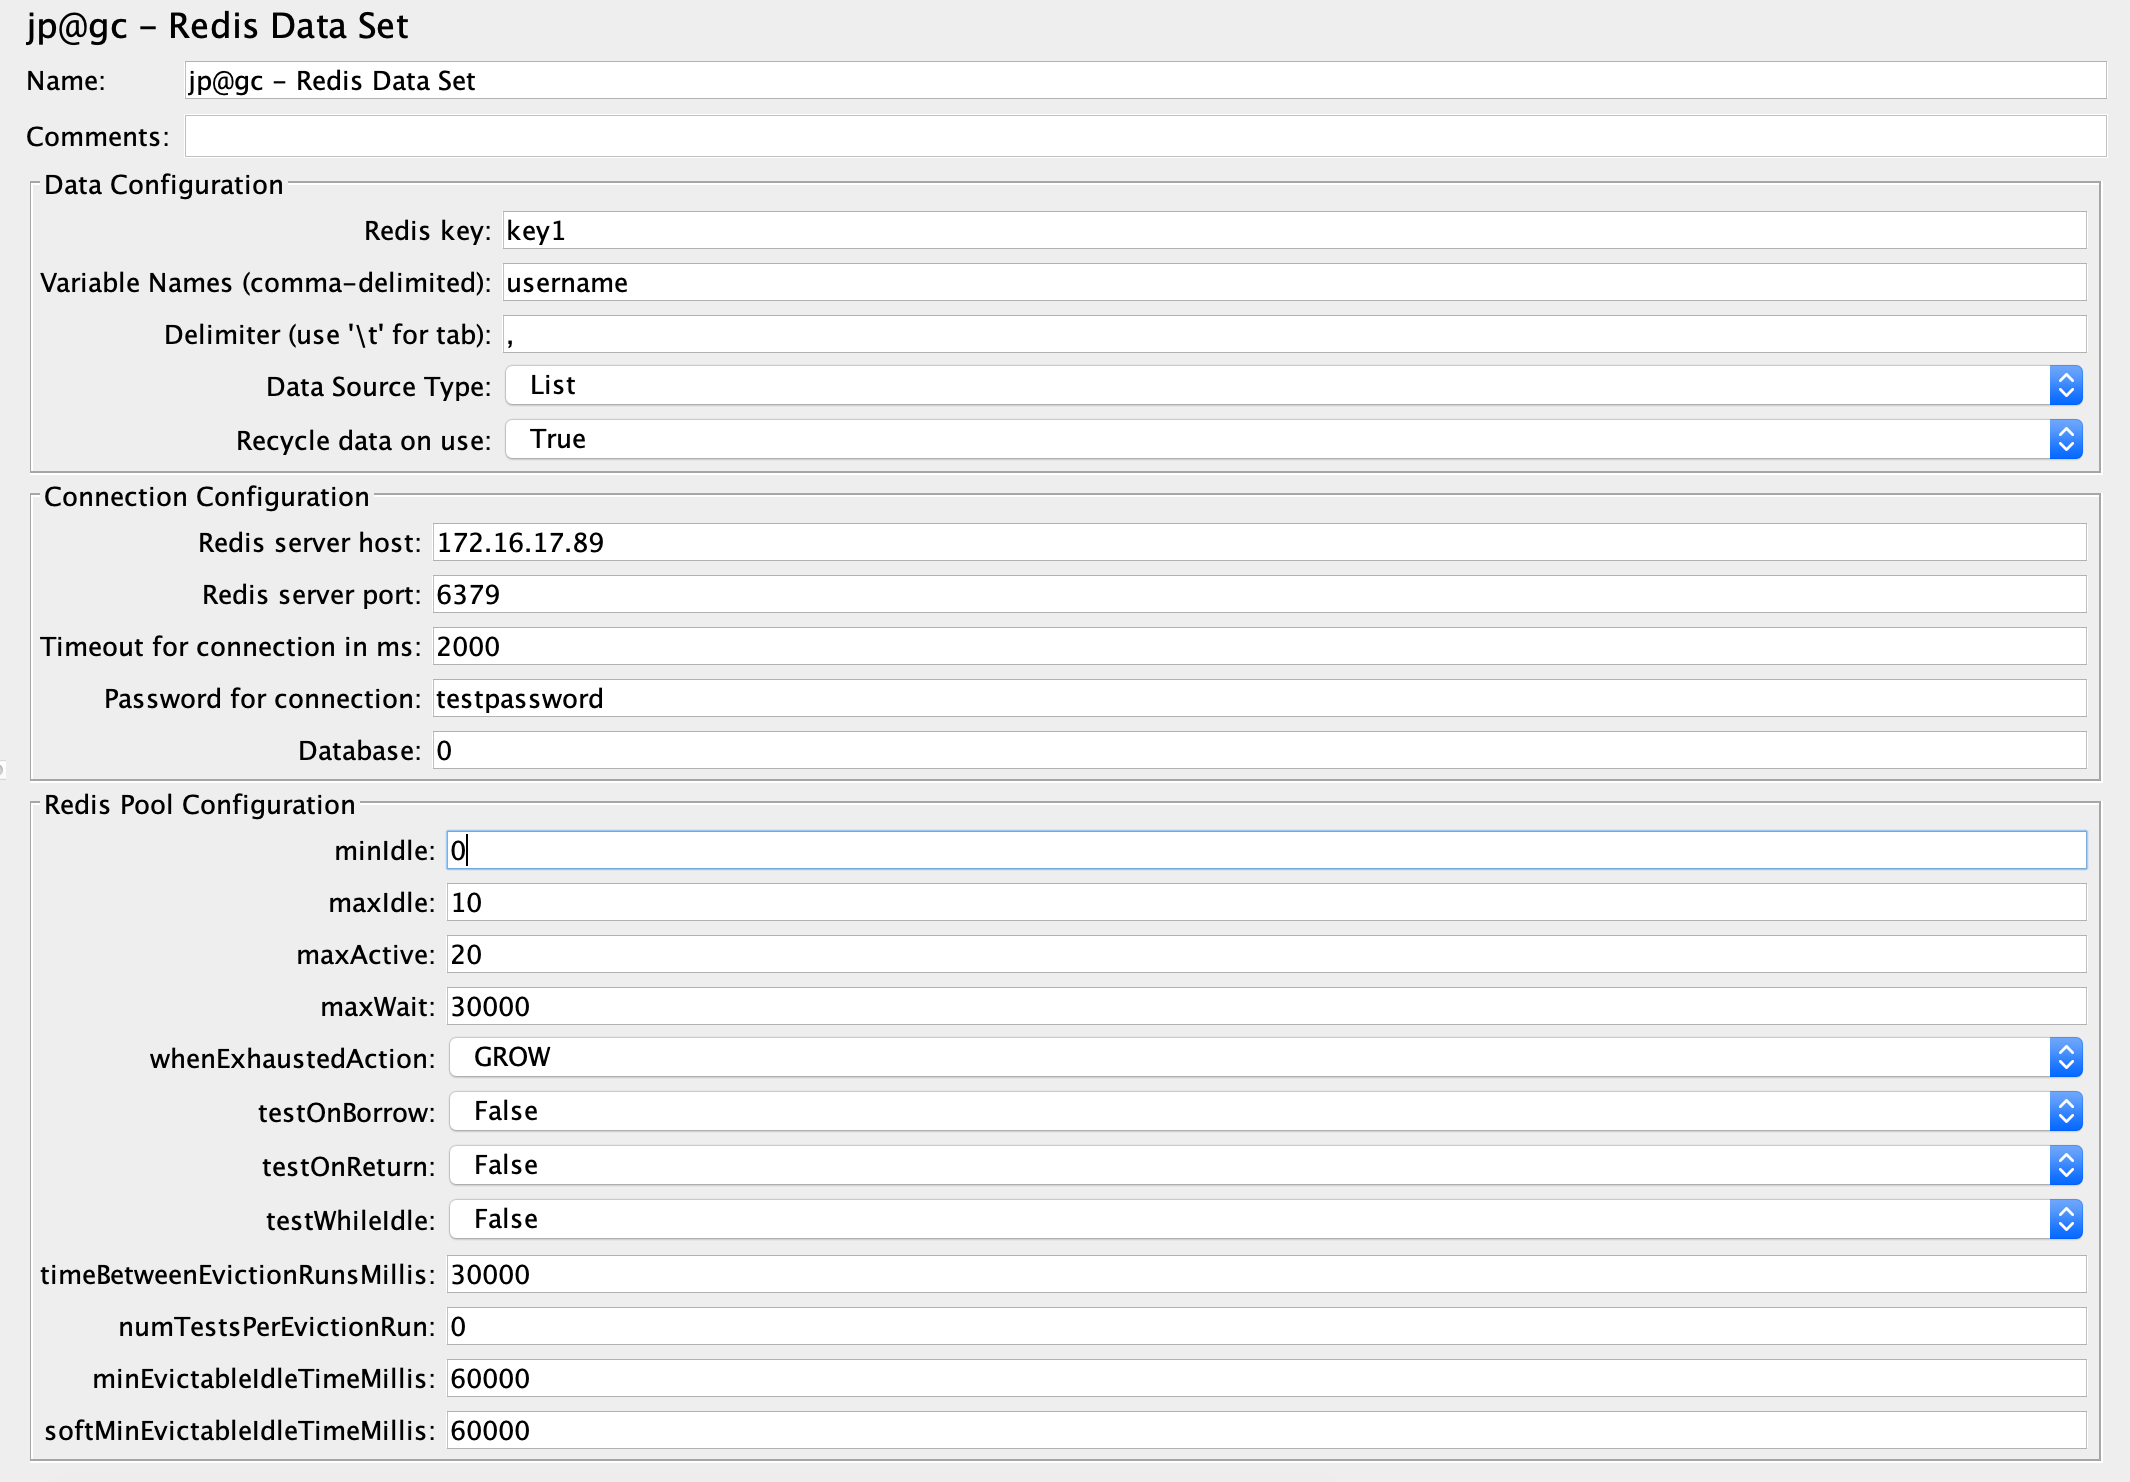 jp@gc - Redis Data Set
Name: jp@gc - Redis Data Set
Comments:
Data Configuration
Redis key: key1
Variable Names (comma-delimited): username
Delimiter (use '\t' for tab): ,
Data Source Type: List
Recycle data on use: True
Connection Configuration
Redis server host: 172.16.17.89
Redis server port: 6379
Timeout for connection in ms: 2000
Password for connection: testpassword
Database: 0
Redis Pool Configuration
minIdle: 0
maxIdle: 10
maxActive: 20
maxWait: 30000
whenExhaustedAction: GROW
testOnBorrow: False
testOnReturn: False
testWhileIdle: False
timeBetweenEvictionRunsMillis: 30000
numTestsPerEvictionRun: 0
minEvictableIdleTimeMillis: 60000
softMinEvictableIdleTimeMillis: 60000